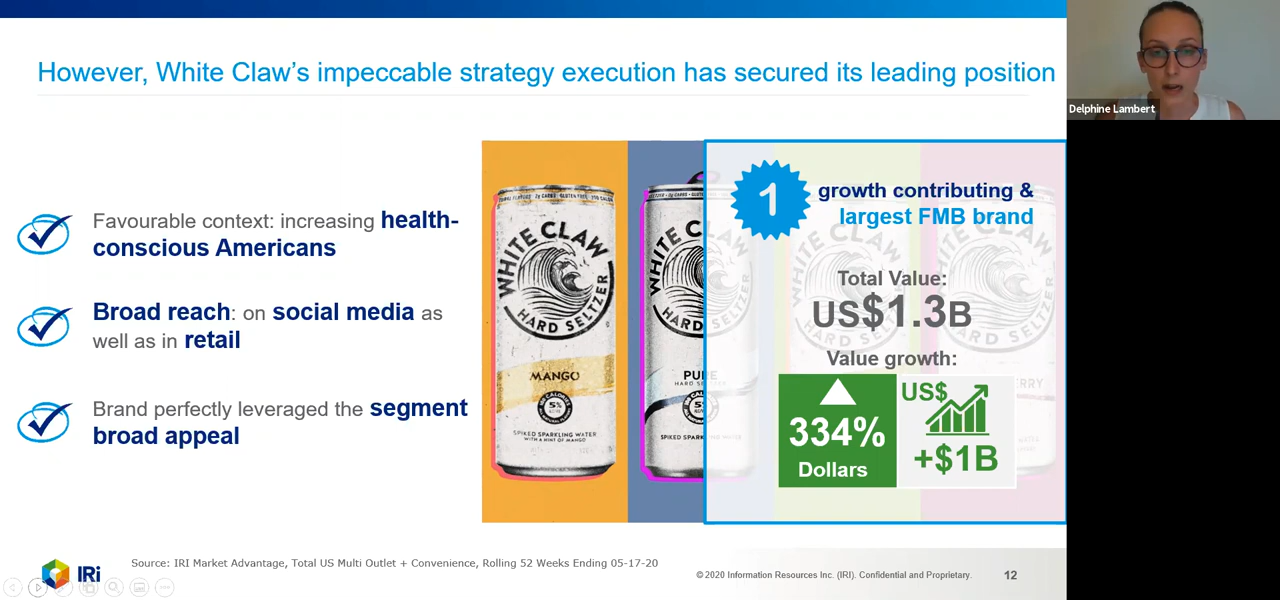 However, White Claw's impeccable strategy execution has secured its leading position
Delphine Lambert
Favourable context: increasing health-
conscious Americans
Broad reach: on social media as
well as in retail
Brand perfectly leveraged the segment
broad appeal
WHITE CLAW
HARD SELTZER
MANGO
5%
SPIKED SPARKLING WATER
WITH A HINT OF MANGO
WHITE CLAW
HARD SELTZER
PURE
HARD SELTZER
5%
1
growth contributing &
largest FMB brand
Total Value:
US$1.3B
Value growth:
334%
Dollars
US$
+$1B
IRi
Source: IRI Market Advantage, Total US Multi Outlet + Convenience, Rolling 52 Weeks Ending 05-17-20
© 2020 Information Resources Inc. (IRI). Confidential and Proprietary.
12